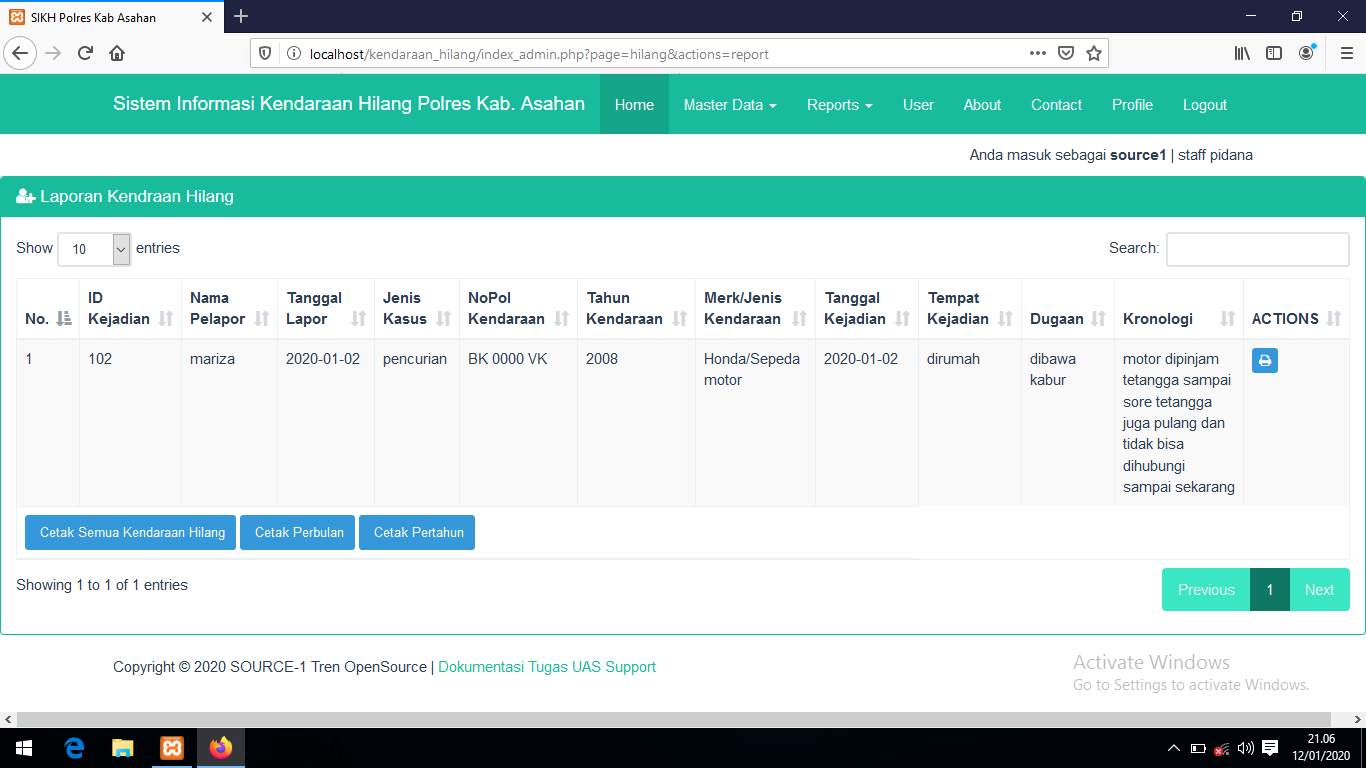 SIKH Polres Kab Asahan
localhost/kendaraan_hilang/index_admin.php?page=hilang&actions=report
Sistem Informasi Kendaraan Hilang Polres Kab. Asahan Home Master Data Reports User About Contact Profile Logout
Anda masuk sebagai source1 | staff pidana
Laporan Kendraan Hilang
Show 10 entries Search:
No. ID Kejadian Nama Pelapor Tanggal Lapor Jenis Kasus NoPol Kendaraan Tahun Kendaraan Merk/Jenis Kendaraan Tanggal Kejadian Tempat Kejadian Dugaan Kronologi ACTIONS
1 102 mariza 2020-01-02 pencurian BK 0000 VK 2008 Honda/Sepeda motor 2020-01-02 dirumah dibawa kabur motor dipinjam
tetangga sampai
sore tetangga
juga pulang dan
tidak bisa
dihubungi
sampai sekarang
Cetak Semua Kendaraan Hilang Cetak Perbulan Cetak Pertahun
Showing 1 to 1 of 1 entries Previous 1 Next
Copyright © 2020 SOURCE-1 Tren OpenSource | Dokumentasi Tugas UAS Support
Activate Windows
Go to Settings to activate Windows.
21.06
12/01/2020